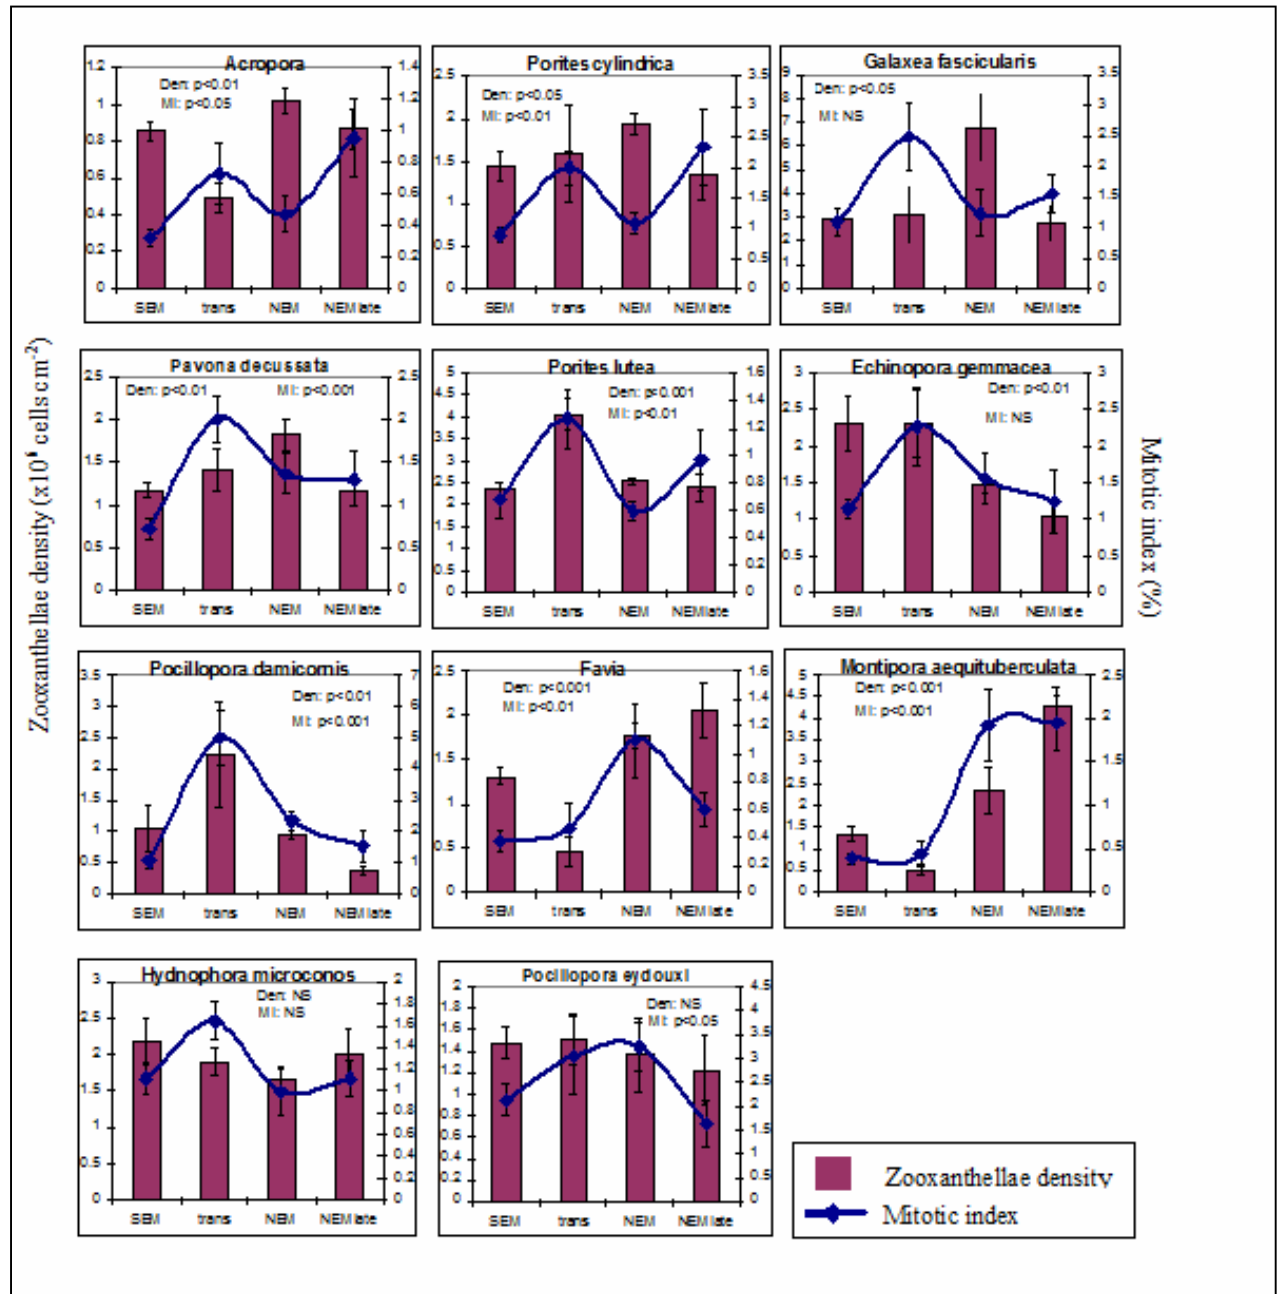 Zooxanthellae density (x10⁶ cells cm⁻²)
Mitotic index (%)
Acropora
Den: p<0.01
MI: p<0.05
1.2 1 0.8 0.6 0.4 0.2 0
1.4 1.2 1 0.8 0.6 0.4 0.2 0
SEM trans NEM NEM late
Porites cylindrica
Den: p<0.05
MI: p<0.01
2.5 2 1.5 1 0.5 0
3.5 3 2.5 2 1.5 1 0.5 0
SEM trans NEM NEM late
Galaxea fascicularis
Den: p<0.05
MI: NS
9 8 7 6 5 4 3 2 1 0
3.5 3 2.5 2 1.5 1 0.5 0
SEM trans NEM NEM late
Pavona decussata
Den: p<0.01 MI: p<0.001
2.5 2 1.5 1 0.5 0
2.5 2 1.5 1 0.5 0
SEM trans NEM NEM late
Porites lutea
Den: p<0.001
MI: p<0.01
5 4.5 4 3.5 3 2.5 2 1.5 1 0.5 0
1.6 1.4 1.2 1 0.8 0.6 0.4 0.2 0
SEM trans NEM NEM late
Echinopora gemmacea
Den: p<0.01
MI: NS
3 2.5 2 1.5 1 0.5 0
3 2.5 2 1.5 1 0.5 0
SEM trans NEM NEM late
Pocillopora damicornis
Den: p<0.01
MI: p<0.001
3.5 3 2.5 2 1.5 1 0.5 0
7 6 5 4 3 2 1 0
SEM trans NEM NEM late
Favia
Den: p<0.001
MI: p<0.01
2.5 2 1.5 1 0.5 0
1.6 1.4 1.2 1 0.8 0.6 0.4 0.2 0
SEM trans NEM NEM late
Montipora aequituberculata
Den: p<0.001
MI: p<0.001
5 4.5 4 3.5 3 2.5 2 1.5 1 0.5 0
2.5 2 1.5 1 0.5 0
SEM trans NEM NEM late
Hydnophora microconos
Den: NS
MI: NS
3 2.5 2 1.5 1 0.5 0
2 1.8 1.6 1.4 1.2 1 0.8 0.6 0.4 0.2 0
SEM trans NEM NEM late
Pocillopora eydouxi
Den: NS
MI: p<0.05
2 1.8 1.6 1.4 1.2 1 0.8 0.6 0.4 0.2 0
4.5 4 3.5 3 2.5 2 1.5 1 0.5 0
SEM trans NEM NEM late
Zooxanthellae density
Mitotic index